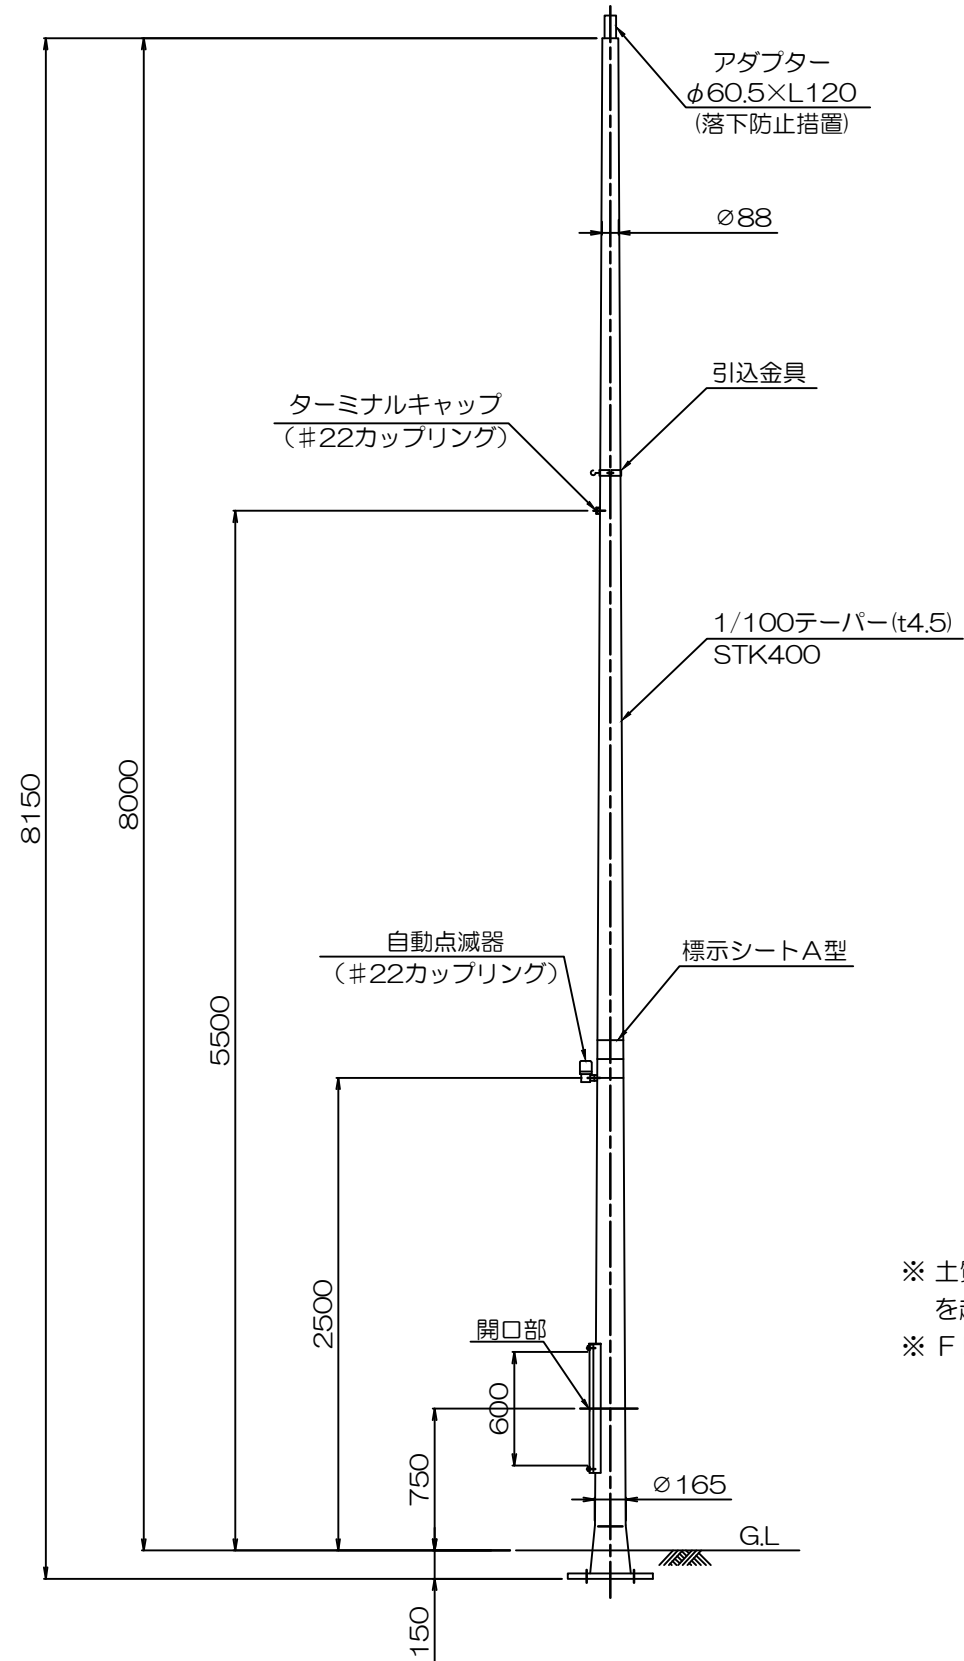 アダプター
φ60.5×L120
(落下防止措置)
∅88
引込金具
ターミナルキャップ
（#22カップリング）
1/100テーパー(t4.5)
STK400
8150
8000
自動点滅器
（#22カップリング）
標示シートA型
5500
2500
開口部
600
750
∅165
G.L
150
※ 土
を
※ F